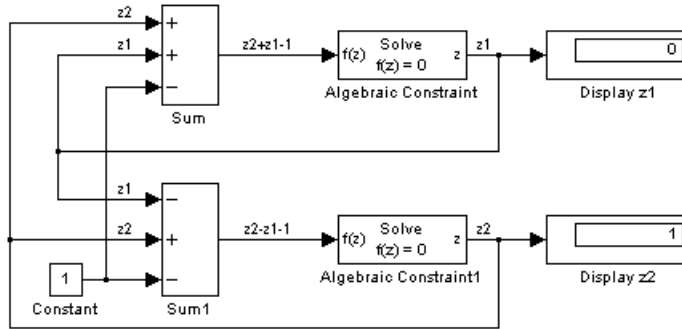 z2
z1
+
+
−
Sum
z2+z1-1
f(z)
Solve
f(z) = 0
z
Algebraic Constraint
z1
0
Display z1
z1
z2
−
+
−
Sum1
z2-z1-1
f(z)
Solve
f(z) = 0
z
Algebraic Constraint1
z2
1
Display z2
1
Constant